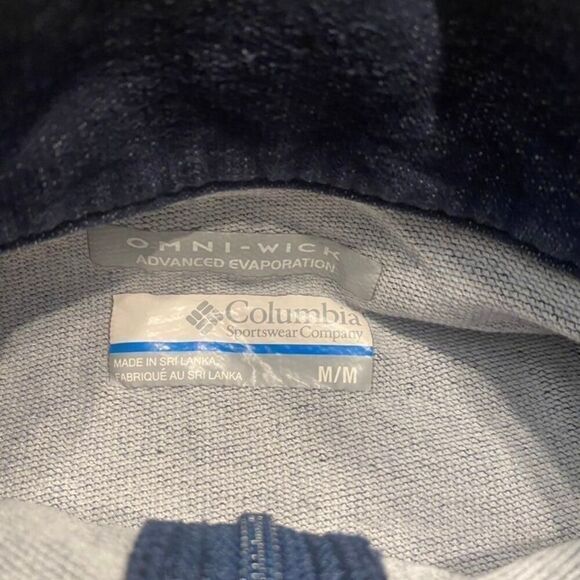 OMNI-WICK
ADVANCED EVAPORATION
Columbia
Sportswear Company
MADE IN SRI LANKA
FABRIQUÉ AU SRI LANKA
M/M